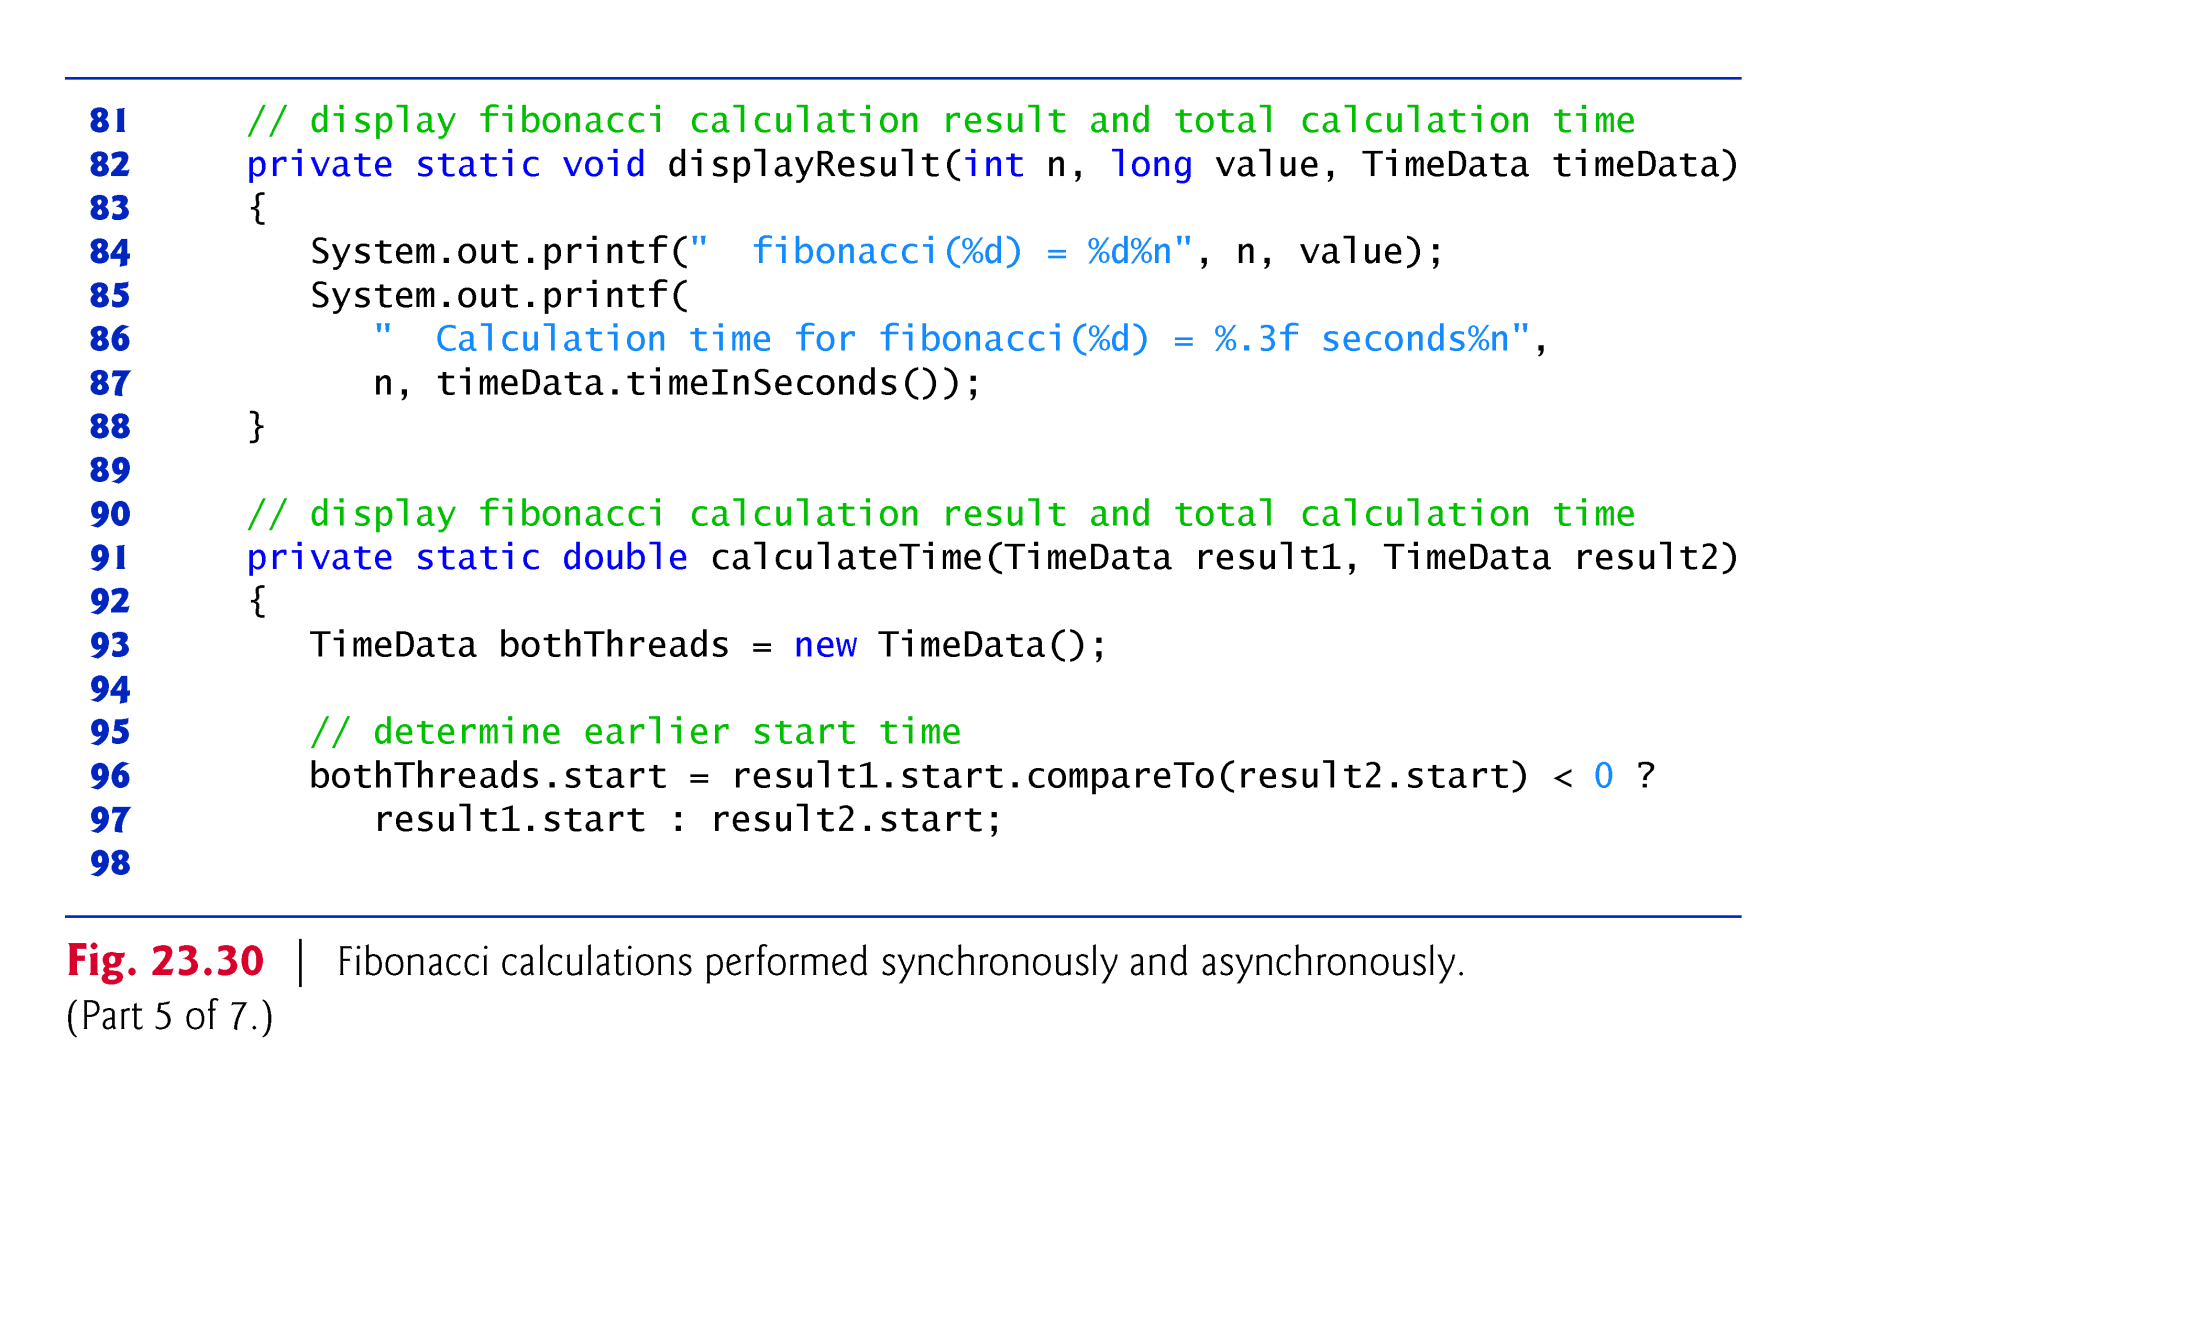 81 // display fibonacci calculation result and total calculation time
82 private static void displayResult(int n, long value, TimeData timeData)
83 {
84 System.out.printf("  fibonacci(%d) = %d%n", n, value);
85 System.out.printf(
86 "  Calculation time for fibonacci(%d) = %.3f seconds%n",
87 n, timeData.timeInSeconds());
88 }
89
90 // display fibonacci calculation result and total calculation time
91 private static double calculateTime(TimeData result1, TimeData result2)
92 {
93 TimeData bothThreads = new TimeData();
94
95 // determine earlier start time
96 bothThreads.start = result1.start.compareTo(result2.start) < 0 ?
97 result1.start : result2.start;
98
Fig. 23.30 | Fibonacci calculations performed synchronously and asynchronously.
(Part 5 of 7.)